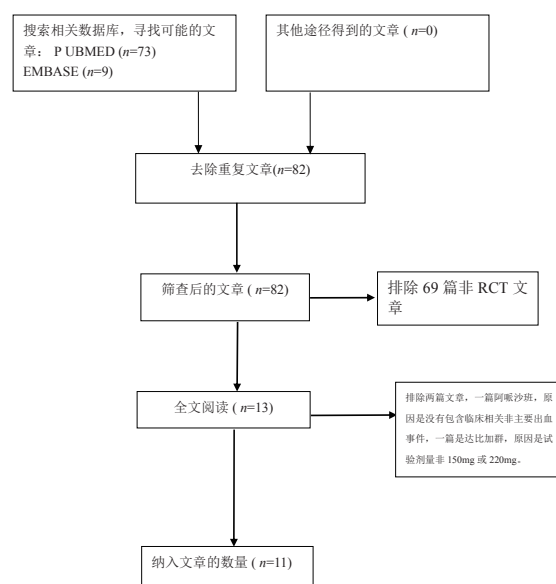 搜索相关数据库，寻找可能的文
章： P UBMED (n=73)
EMBASE (n=9)
其他途径得到的文章 ( n=0)
去除重复文章(n=82)
筛查后的文章 ( n=82)
排除 69 篇非 RCT 文
章
全文阅读 ( n=13)
排除两篇文章，一篇阿哌沙班，原
因是没有包含临床相关非主要出血
事件，一篇是达比加群，原因是试
验剂量非 150mg 或 220mg。
纳入文章的数量 ( n=11)